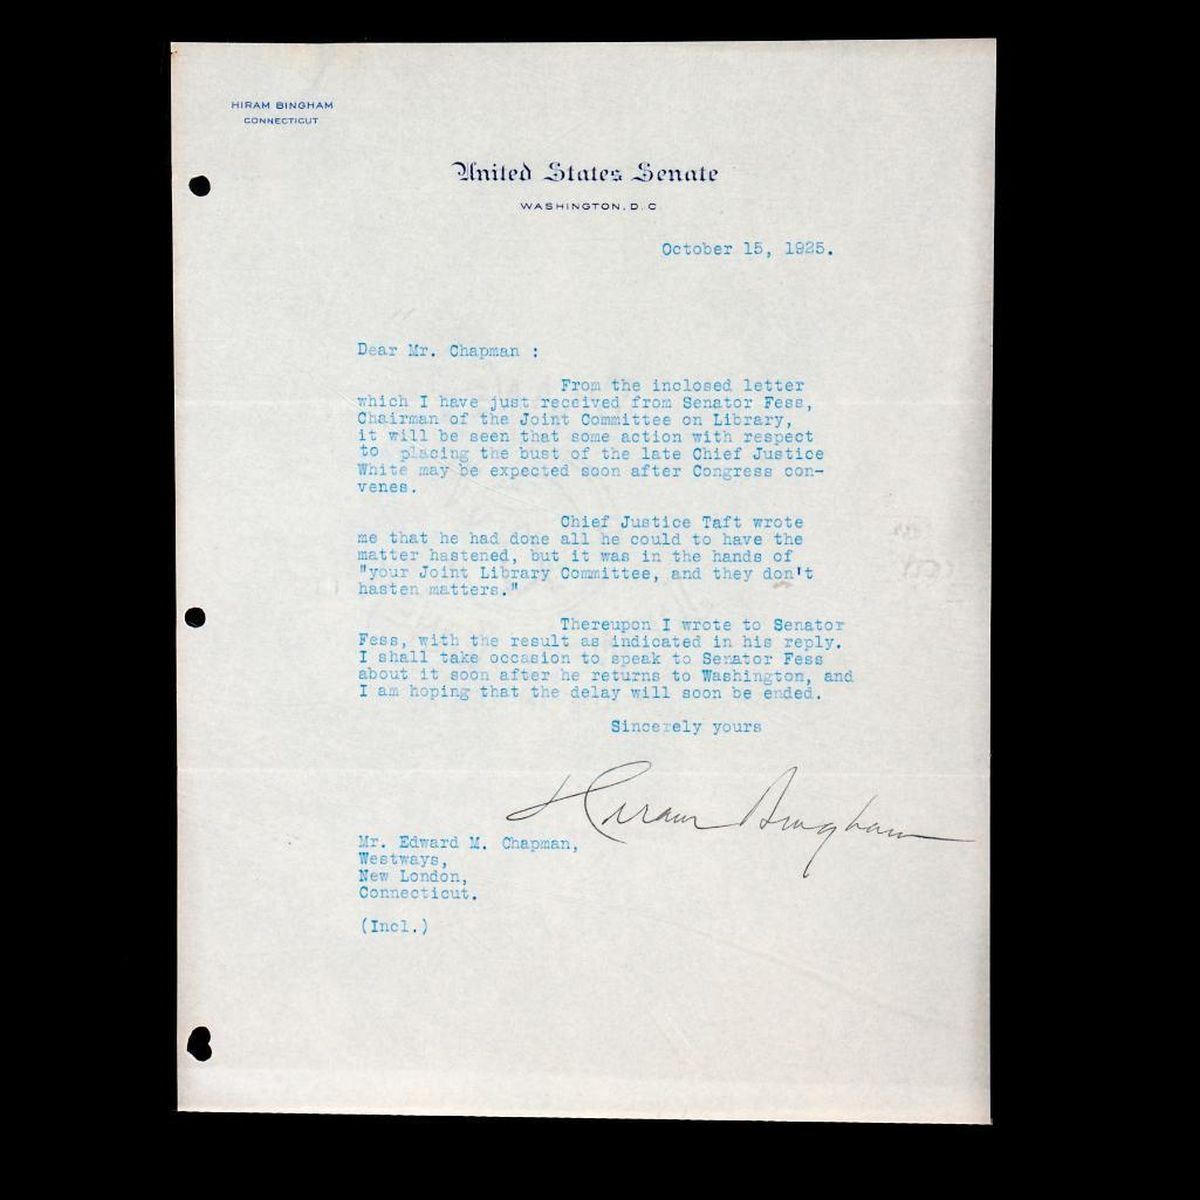 HIRAM BINGHAM
CONNECTICUT
United States Senate
WASHINGTON, D. C.
October 15, 1925.
Dear Mr. Chapman :
From the inclosed letter
which I have just received from Senator Fess,
Chairman of the Joint Committee on Library,
it will be seen that some action with respect
to placing the bust of the late Chief Justice
White may be expected soon after Congress con-
venes.
Chief Justice Taft wrote
me that he had done all he could to have the
matter hastened, but it was in the hands of
"your Joint Library Committee, and they don't
hasten matters."
Thereupon I wrote to Senator
Fess, with the result as indicated in his reply.
I shall take occasion to speak to Senator Fess
about it soon after he returns to Washington, and
I am hoping that the delay will soon be ended.
Sincerely yours
Hiram Bingham
Mr. Edward M. Chapman,
Westways,
New London,
Connecticut.
(Incl.)